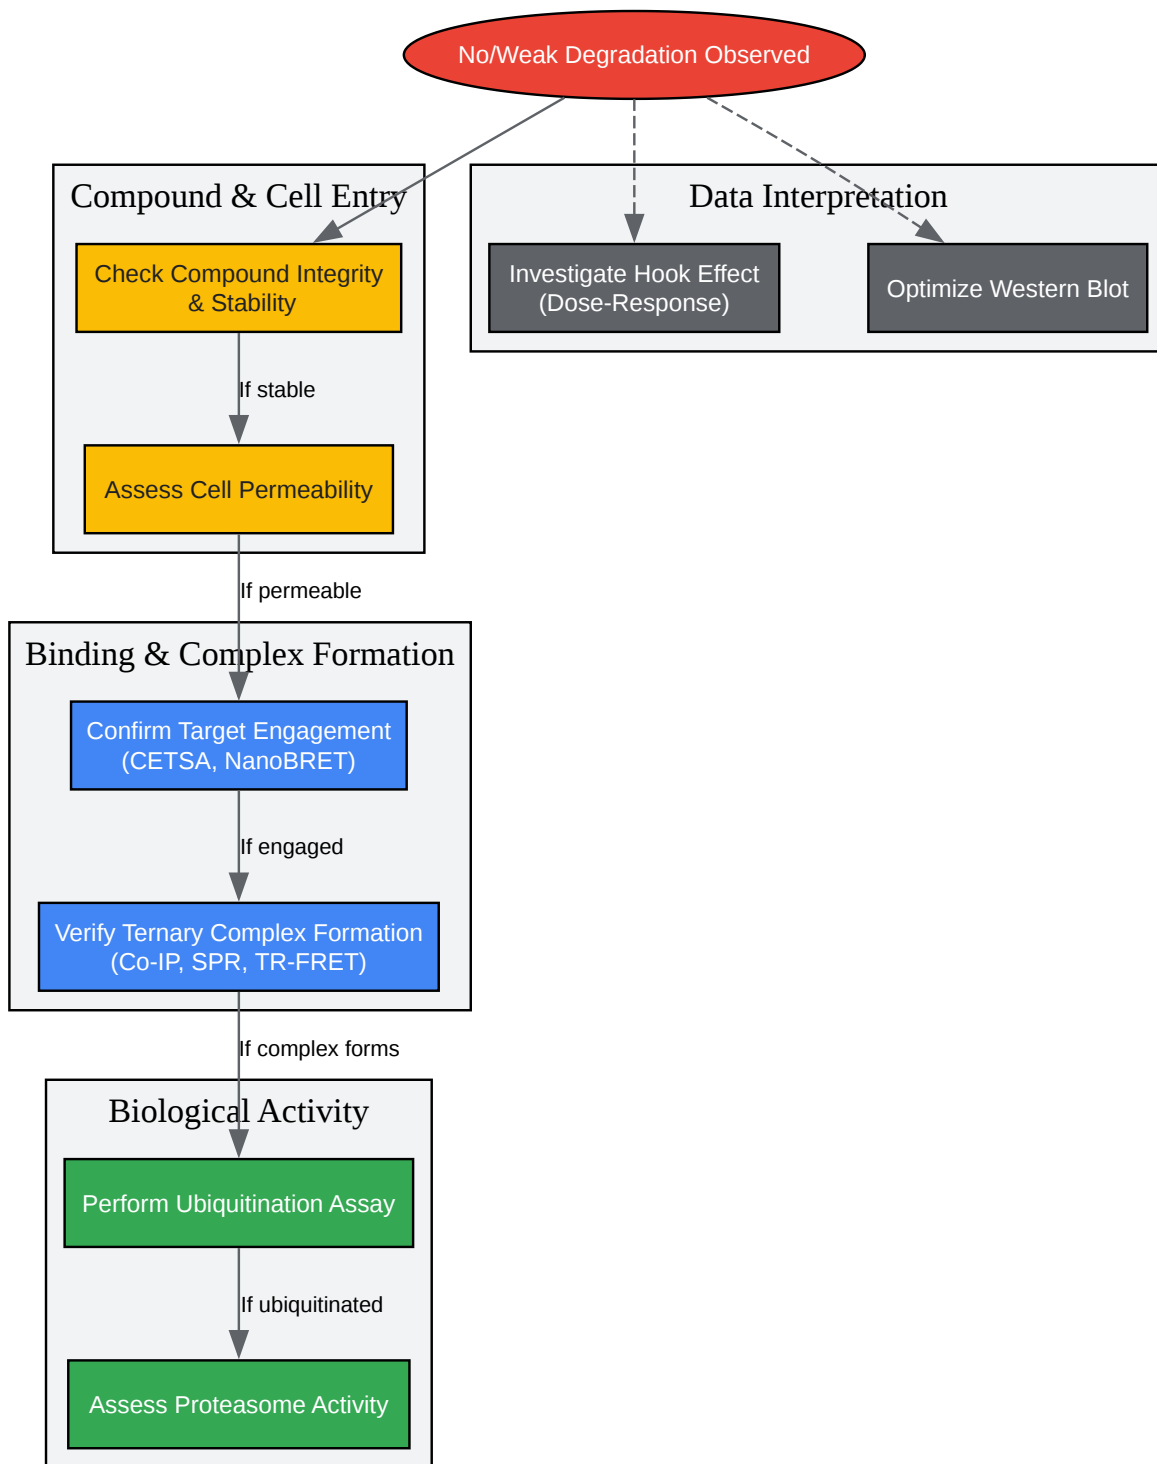 No/Weak Degradation Observed
Compound & Cell Entry
Data Interpretation
Check Compound Integrity
& Stability
Investigate Hook Effect
(Dose-Response)
Optimize Western Blot
If stable
Assess Cell Permeability
If permeable
Binding & Complex Formation
Confirm Target Engagement
(CETSA, NanoBRET)
If engaged
Verify Ternary Complex Formation
(Co-IP, SPR, TR-FRET)
If complex forms
Biological Activity
Perform Ubiquitination Assay
If ubiquitinated
Assess Proteasome Activity